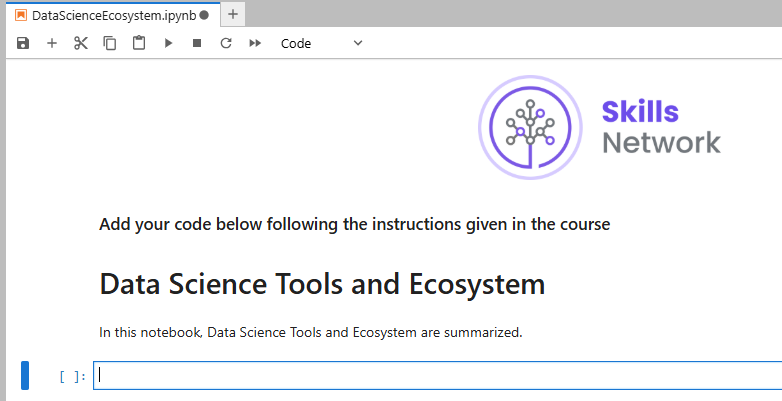 DataScienceEcosystem.ipynb
Code
Skills
Network
Add your code below following the instructions given in the course
Data Science Tools and Ecosystem
In this notebook, Data Science Tools and Ecosystem are summarized.
[ ]: